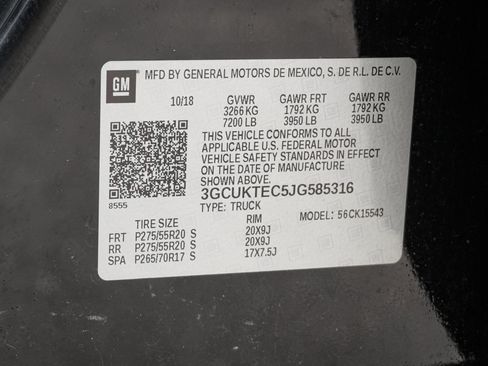 GM
MFD BY GENERAL MOTORS DE MEXICO, S. DE R.L. DE C.V.
10/18 GVWR GAWR FRT GAWR RR
3266 KG 1792 KG 1792 KG
7200 LB 3950 LB 3950 LB
THIS VEHICLE CONFORMS TO ALL
APPLICABLE U.S. FEDERAL MOTOR
VEHICLE SAFETY STANDARDS IN EFFECT
ON THE DATE OF MANUFACTURE
SHOWN ABOVE.
8555 3GCUKTEC5JG585316
TYPE: TRUCK MODEL: 56CK15543
TIRE SIZE RIM
FRT P275/55R20 S 20X9J
RR P275/55R20 S 20X9J
SPA P265/70R17 S 17X7.5J